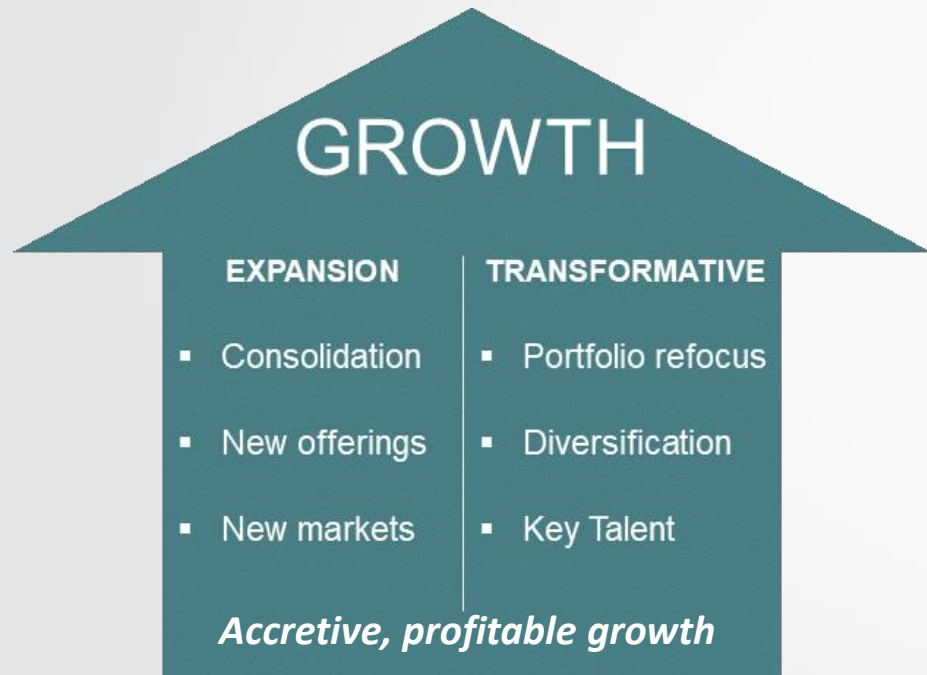 GROWTH
EXPANSION
▪ Consolidation
▪ New offerings
▪ New markets
TRANSFORMATIVE
▪ Portfolio refocus
▪ Diversification
▪ Key Talent
Accretive, profitable growth